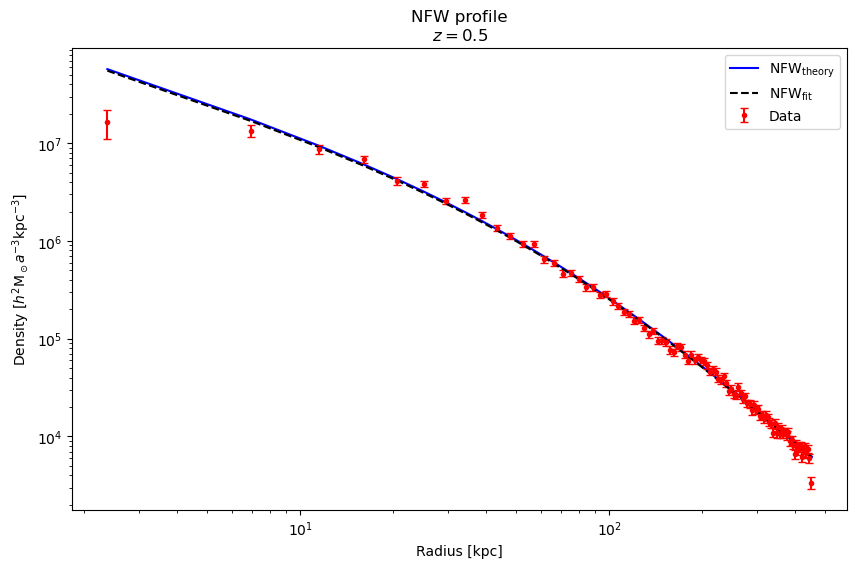 NFW profile
z = 0.5
NFW_theory
NFW_fit
Data
10^7
10^6
10^5
10^4
Density [h^2 M_⊙ a^{-3} kpc^{-3}]
10^1
10^2
Radius [kpc]